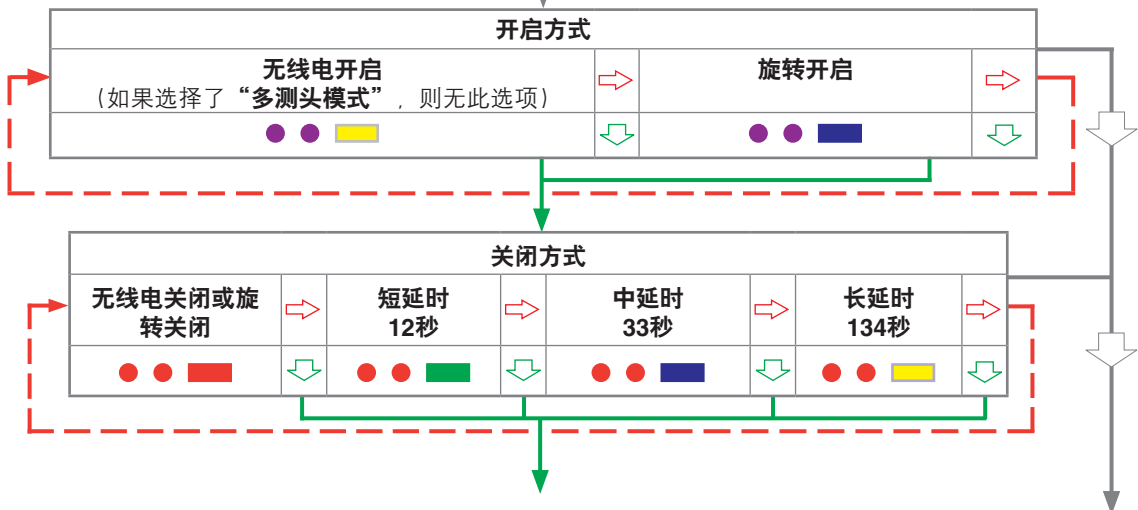 开启方式
无线电开启
(如果选择了“多测头模式”，则无此选项)
旋转开启
关闭方式
无线电关闭或旋
转关闭
短延时
12秒
中延时
33秒
长延时
134秒